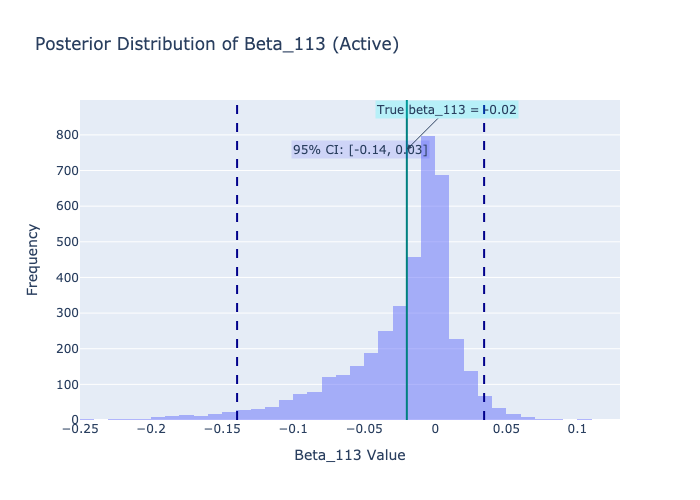 Posterior Distribution of Beta_113 (Active)
True beta_113 = -0.02
95% CI: [-0.14, 0.03]
800
700
600
500
400
300
200
100
0
Frequency
−0.25 −0.2 −0.15 −0.1 −0.05 0 0.05 0.1
Beta_113 Value